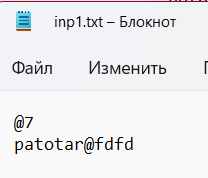 inp1.txt – Блокнот
Файл Изменить
@7
patotar@fdfd